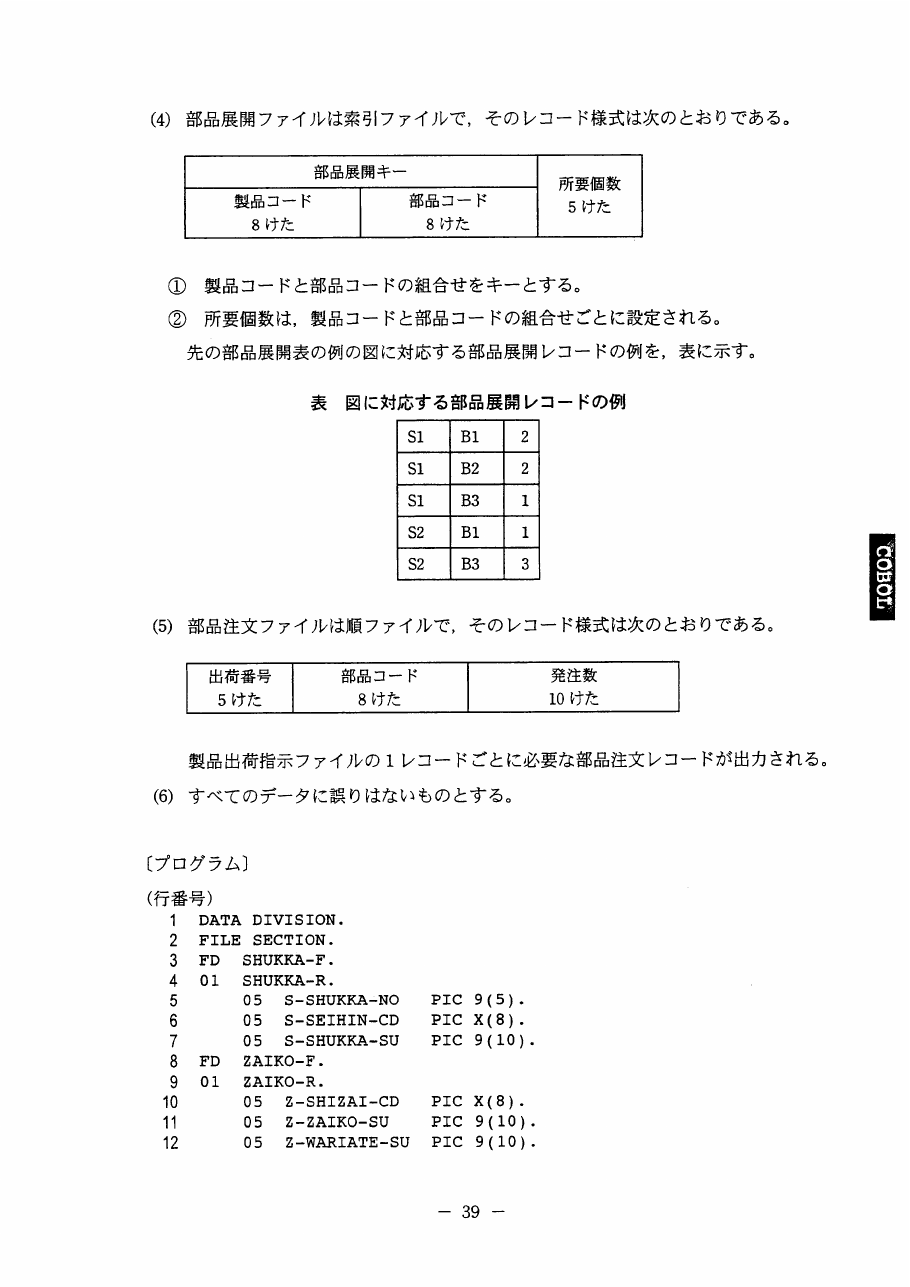 (4) 部品展開ファイルは索引ファイルで，そのレコード様式は次のとおりである。
部品展開キー
所要個数
5けた
製品コード
8けた
部品コード
8けた
① 製品コードと部品コードの組合せをキーとする。
② 所要個数は，製品コードと部品コードの組合せごとに設定される。
先の部品展開表の例の図に対応する部品展開レコードの例を，表に示す。
表 図に対応する部品展開レコードの例
S1 B1 2
S1 B2 2
S1 B3 1
S2 B1 1
S2 B3 3
COBOL
(5) 部品注文ファイルは順ファイルで，そのレコード様式は次のとおりである。
出荷番号 部品コード 発注数
5けた 8けた 10けた
製品出荷指示ファイルの1レコードごとに必要な部品注文レコードが出力される。
(6) すべてのデータに誤りはないものとする。
〔プログラム〕
(行番号)
1 DATA DIVISION.
2 FILE SECTION.
3 FD SHUKKA-F.
4 01 SHUKKA-R.
5 05 S-SHUKKA-NO PIC 9(5).
6 05 S-SEIHIN-CD PIC X(8).
7 05 S-SHUKKA-SU PIC 9(10).
8 FD ZAIKO-F.
9 01 ZAIKO-R.
10 05 Z-SHIZAI-CD PIC X(8).
11 05 Z-ZAIKO-SU PIC 9(10).
12 05 Z-WARIATE-SU PIC 9(10).
— 39 —